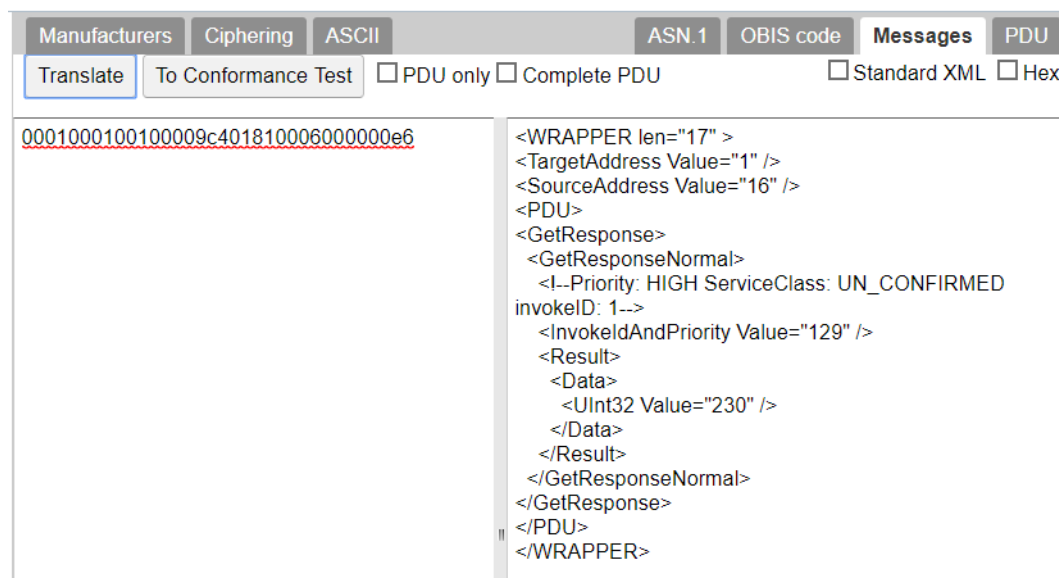 Manufacturers Ciphering ASCII ASN.1 OBIS code Messages PDU
Translate To Conformance Test PDU only Complete PDU Standard XML Hex
0001000100100009c401810006000000e6
<WRAPPER len="17" >
<TargetAddress Value="1" />
<SourceAddress Value="16" />
<PDU>
<GetResponse>
<GetResponseNormal>
<!--Priority: HIGH ServiceClass: UN_CONFIRMED
invokeID: 1-->
<InvokeIdAndPriority Value="129" />
<Result>
<Data>
<UInt32 Value="230" />
</Data>
</Result>
</GetResponseNormal>
</GetResponse>
</PDU>
</WRAPPER>